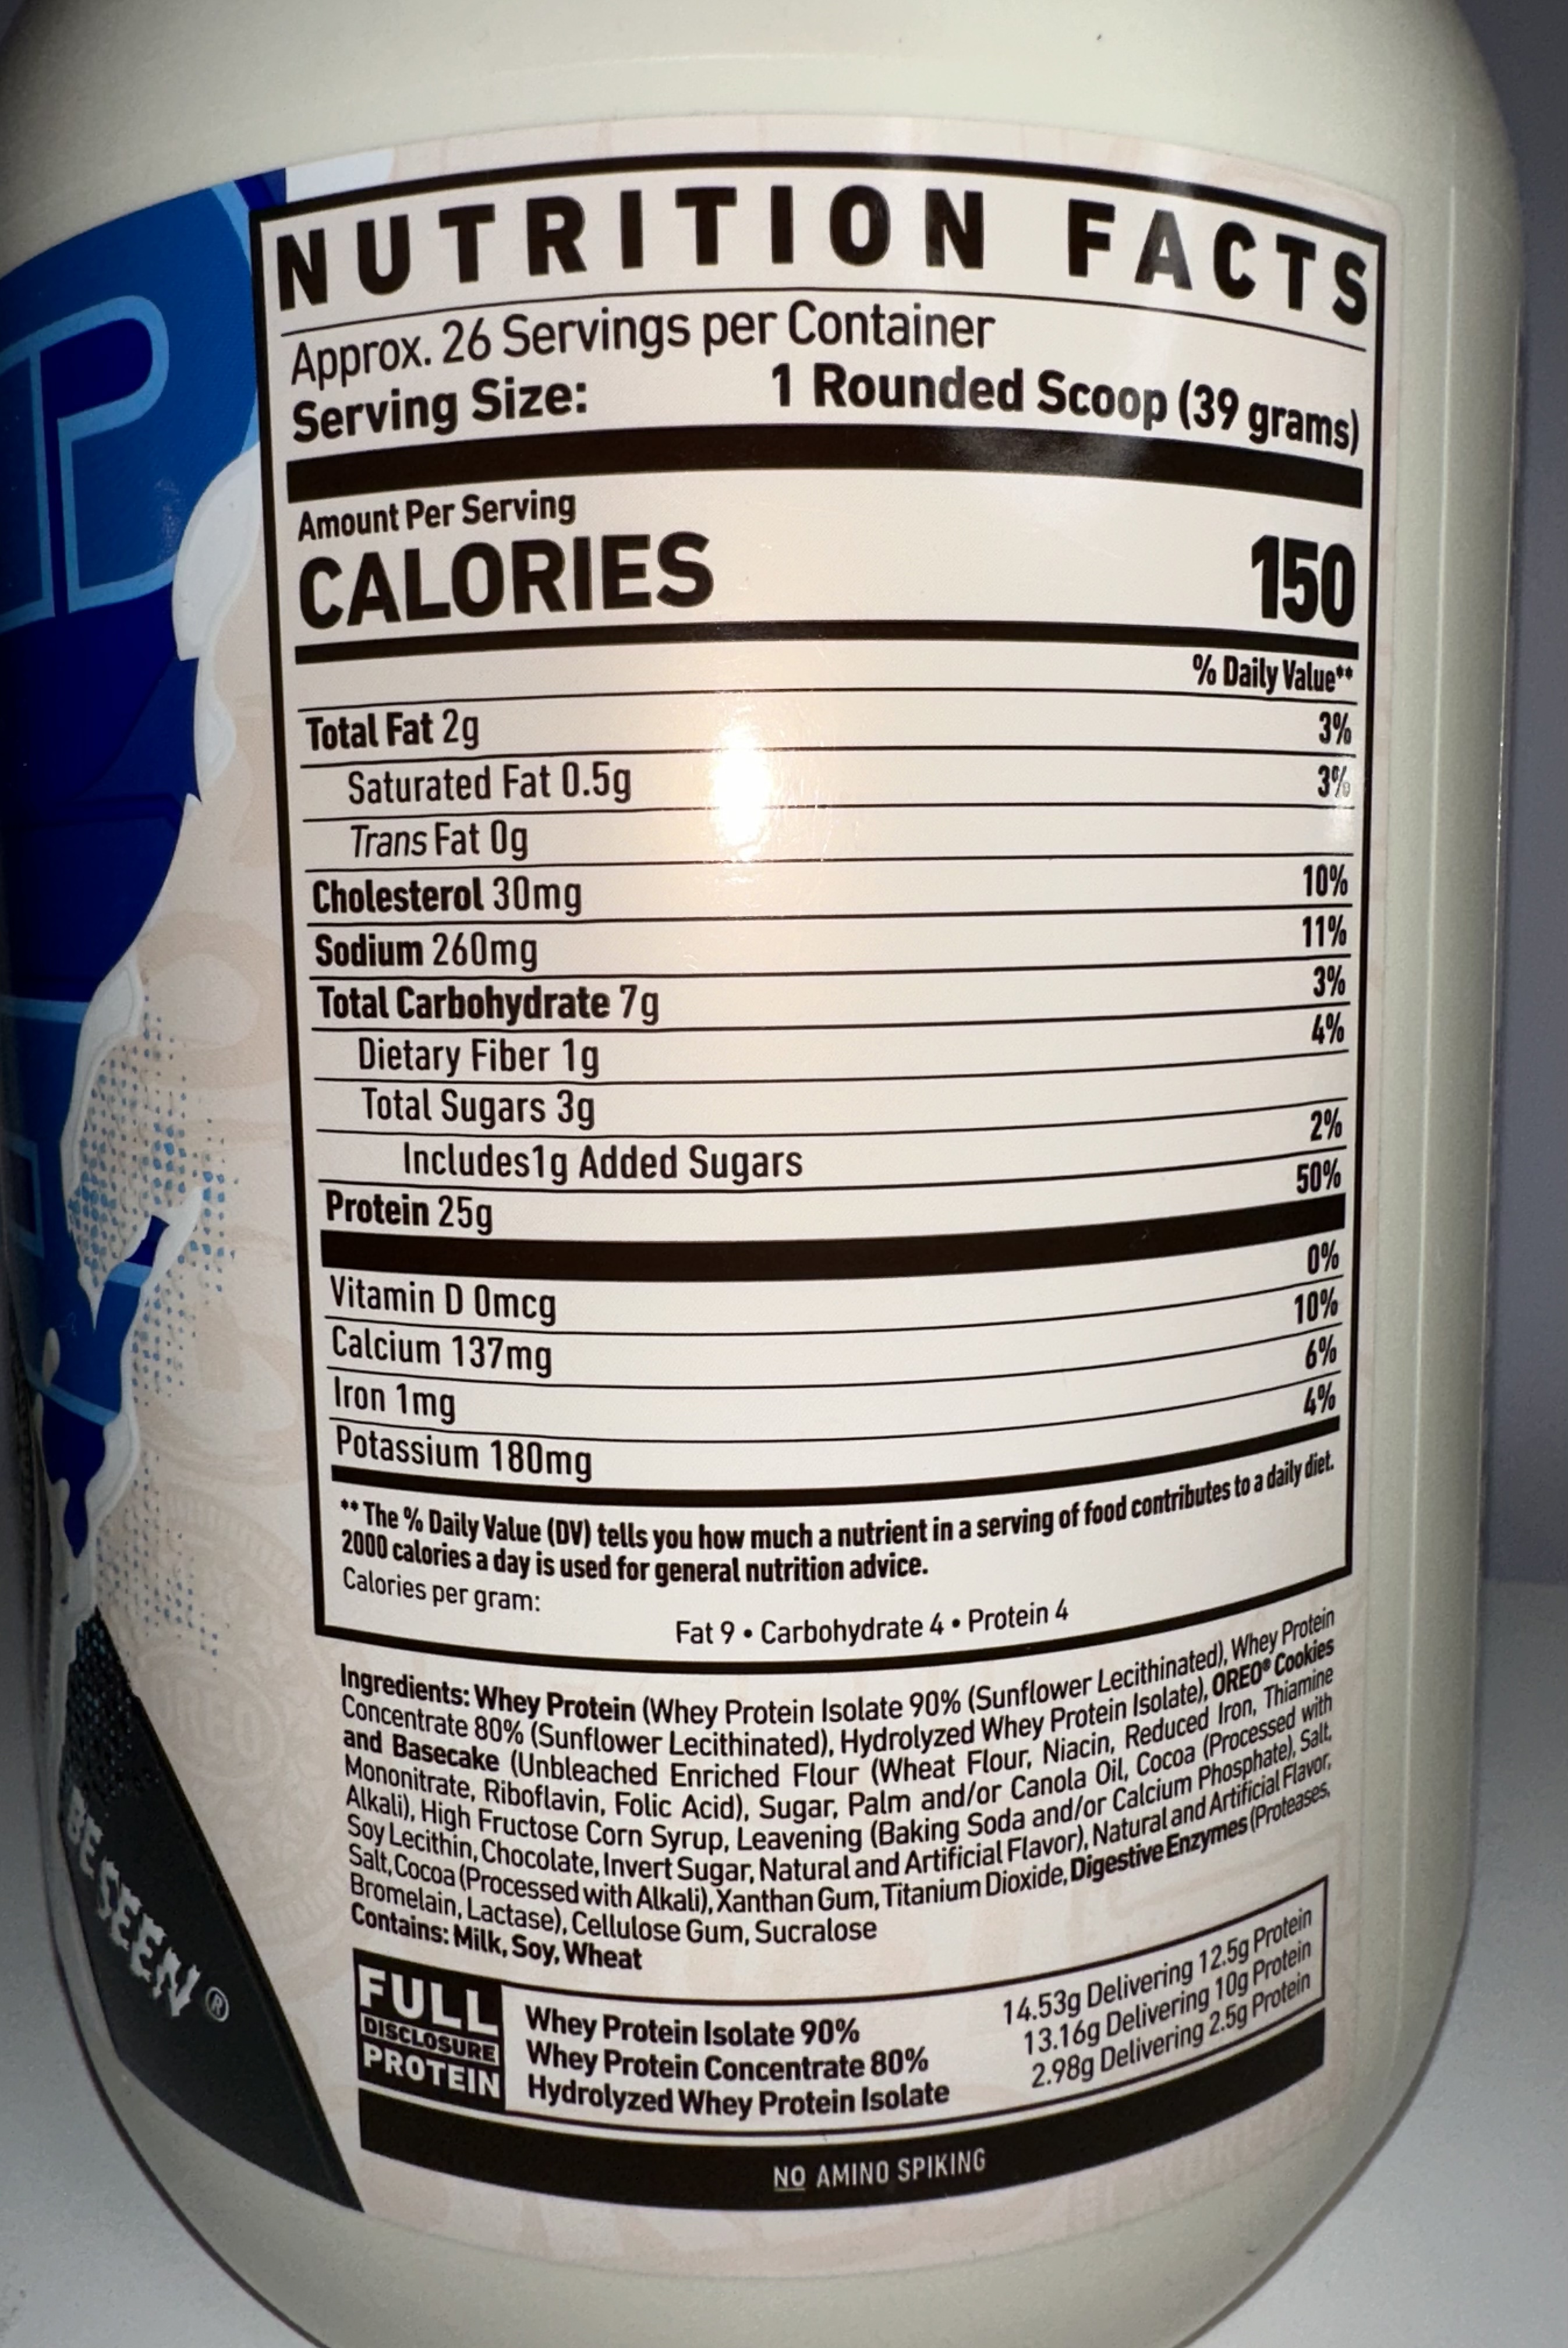 NUTRITION FACTS
Approx. 26 Servings per Container
Serving Size: 1 Rounded Scoop (39 grams)
Amount Per Serving
CALORIES 150
% Daily Value**
Total Fat 2g 3%
Saturated Fat 0.5g 3%
Trans Fat 0g
Cholesterol 30mg 10%
Sodium 260mg 11%
Total Carbohydrate 7g 3%
Dietary Fiber 1g 4%
Total Sugars 3g
Includes1g Added Sugars 2%
Protein 25g 50%
Vitamin D 0mcg 0%
Calcium 137mg 10%
Iron 1mg 6%
Potassium 180mg 4%
** The % Daily Value (DV) tells you how much a nutrient in a serving of food contributes to a daily diet.
2000 calories a day is used for general nutrition advice.
Calories per gram:
Fat 9 • Carbohydrate 4 • Protein 4
Ingredients: Whey Protein (Whey Protein Isolate 90% (Sunflower Lecithinated), Whey Protein
Concentrate 80% (Sunflower Lecithinated), Hydrolyzed Whey Protein Isolate), OREO® Cookies
and Basecake (Unbleached Enriched Flour (Wheat Flour, Niacin, Reduced Iron, Thiamine
Mononitrate, Riboflavin, Folic Acid), Sugar, Palm and/or Canola Oil, Cocoa (Processed with
Alkali), High Fructose Corn Syrup, Leavening (Baking Soda and/or Calcium Phosphate), Salt,
Soy Lecithin, Chocolate, Invert Sugar, Natural and Artificial Flavor), Natural and Artificial Flavor,
Salt, Cocoa (Processed with Alkali), Xanthan Gum, Titanium Dioxide, Digestive Enzymes (Proteases,
Bromelain, Lactase), Cellulose Gum, Sucralose
Contains: Milk, Soy, Wheat
FULL
DISCLOSURE
PROTEIN
Whey Protein Isolate 90% 14.53g Delivering 12.5g Protein
Whey Protein Concentrate 80% 13.16g Delivering 10g Protein
Hydrolyzed Whey Protein Isolate 2.98g Delivering 2.5g Protein
NO AMINO SPIKING
BE SEEN®